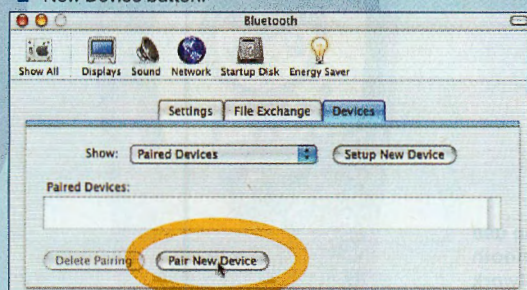 New Device button.
Bluetooth
Show All Displays Sound Network Startup Disk Energy Saver
Settings File Exchange Devices
Show: Paired Devices Setup New Device
Paired Devices:
Delete Pairing Pair New Device